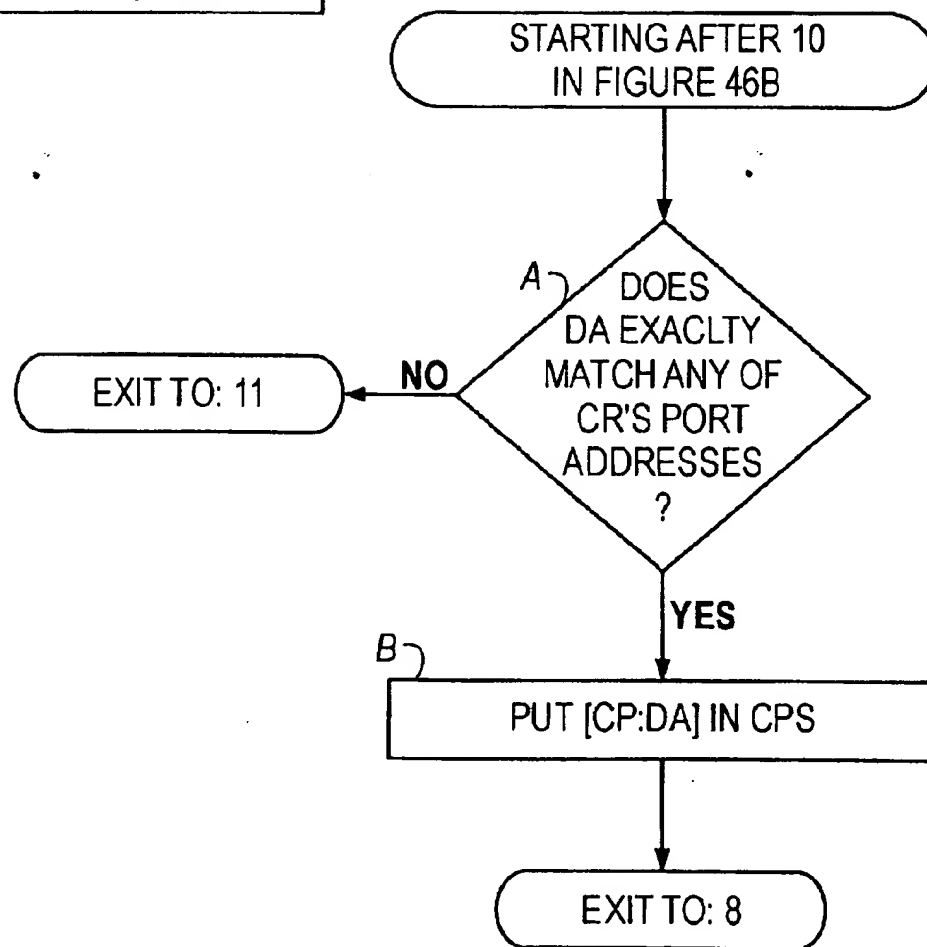 STARTING AFTER 10
IN FIGURE 46B
A
DOES
DA EXACLTY
MATCH ANY OF
CR'S PORT
ADDRESSES
?
NO
EXIT TO: 11
YES
B
PUT [CP:DA] IN CPS
EXIT TO: 8